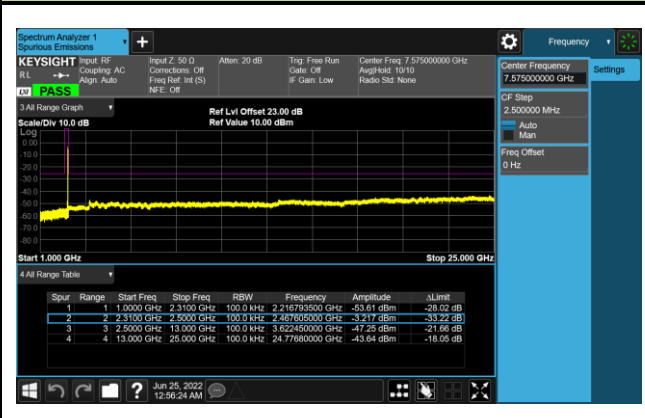 Spectrum Analyzer 1
Spurious Emissions
Frequency
KEYSIGHT Input: RF Input Z: 50 Ω Atten: 20 dB Trig: Free Run Center Freq: 7.575000000 GHz
RL Coupling: AC Corrections: Off Gate: Off Avg|Hold: 10/10
Align: Auto Freq Ref: Int (S) IF Gain: Low Radio Std: None
LXI PASS NFE: Off
Center Frequency
7.575000000 GHz
Settings
CF Step
2.500000 MHz
Auto
Man
Freq Offset
0 Hz
3 All Range Graph
Ref Lvl Offset 23.00 dB
Scale/Div 10.0 dB Ref Value 10.00 dBm
Log
0.00
-10.0
-20.0
-30.0
-40.0
-50.0
-60.0
-70.0
-80.0
Start 1.000 GHz Stop 25.000 GHz
4 All Range Table
Spur Range Start Freq Stop Freq RBW Frequency Amplitude ΔLimit
1 1 1.0000 GHz 2.3100 GHz 100.0 kHz 2.216793500 GHz -53.61 dBm -28.02 dB
2 2 2.3100 GHz 2.5000 GHz 100.0 kHz 2.467605000 GHz -3.217 dBm -33.22 dB
3 3 2.5000 GHz 13.000 GHz 100.0 kHz 3.622450000 GHz -47.25 dBm -21.66 dB
4 4 13.000 GHz 25.000 GHz 100.0 kHz 24.77680000 GHz -43.64 dBm -18.05 dB
Jun 25, 2022
12:56:24 AM